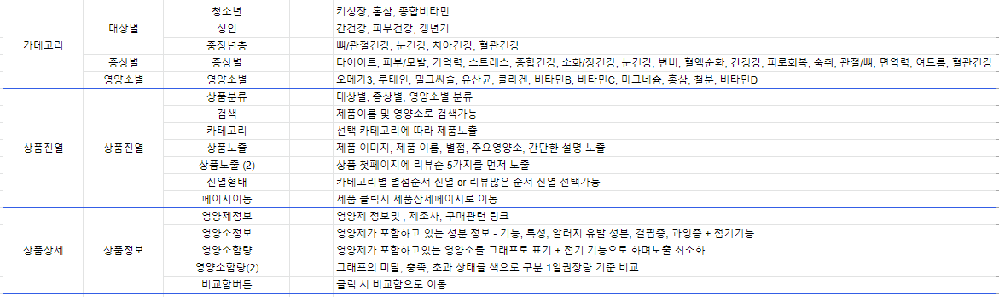 청소년 키성장, 홍삼, 종합비타민
대상별 성인 간건강, 피부건강, 갱년기
카테고리 중장년층 뼈/관절건강, 눈건강, 치아건강, 혈관건강
증상별 증상별 다이어트, 피부/모발, 기억력, 스트레스, 종합건강, 소화/장건강, 눈건강, 변비, 혈액순환, 간겅강, 피로회복, 숙취, 관절/뼈, 면역력, 여드름, 혈관건강
영양소별 영양소별 오메가3, 루테인, 밀크씨슬, 유산균, 콜라겐, 비타민B, 비타민C, 마그네슘, 홍삼, 철분, 비타민D
상품분류 대상별, 증상별, 영양소별 분류
검색 제품이름 및 영양소로 검색가능
카테고리 선택 카테고리에 따라 제품노출
상품진열 상품진열 상품노출 제품 이미지, 제품 이름, 별점, 주요영양소, 간단한 설명 노출
상품노출 (2) 상품 첫페이지에 리뷰순 5가지를 먼저 노출
진열형태 카테고리별 별점순서 진열 or 리뷰많은 순서 진열 선택가능
페이지이동 제품 클릭시 제품상세페이지로 이동
영양제정보 영양제 정보및 , 제조사, 구매관련 링크
영양소정보 영양제가 포함하고 있는 성분 정보 - 기능, 특성, 알러지 유발 성분, 결핍증, 과잉증 + 접기기능
상품상세 상품정보 영양소함량 영양제가 포함하고있는 영양소를 그래프로 표기 + 접기 기능으로 화며노출 최소화
영양소함량(2) 그래프의 미달, 충족, 초과 상태를 색으로 구분 1일권장량 기준 비교
비교함버튼 클릭 시 비교함으로 이동